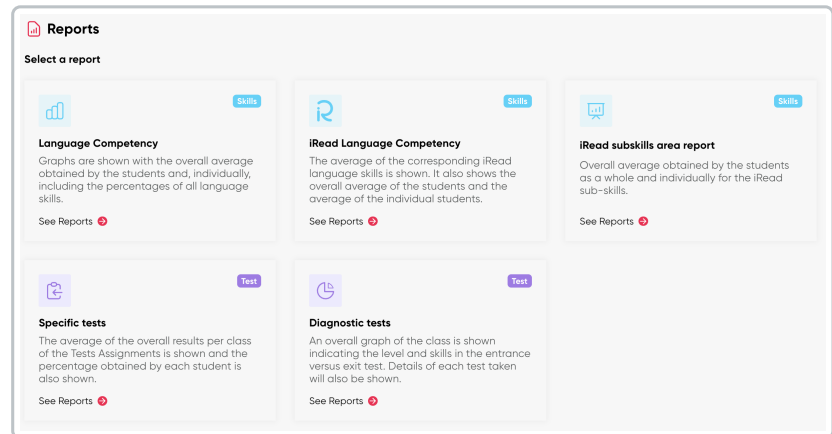 Reports
Select a report
Skills
Language Competency
Graphs are shown with the overall average
obtained by the students and, individually,
including the percentages of all language
skills.
See Reports
Skills
iRead Language Competency
The average of the corresponding iRead
language skills is shown. It also shows the
overall average of the students and the
average of the individual students.
See Reports
Skills
iRead subskills area report
Overall average obtained by the students
as a whole and individually for the iRead
sub-skills.
See Reports
Test
Specific tests
The average of the overall results per class
of the Tests Assignments is shown and the
percentage obtained by each student is
also shown.
See Reports
Test
Diagnostic tests
An overall graph of the class is shown
indicating the level and skills in the entrance
versus exit test. Details of each test taken
will also be shown.
See Reports